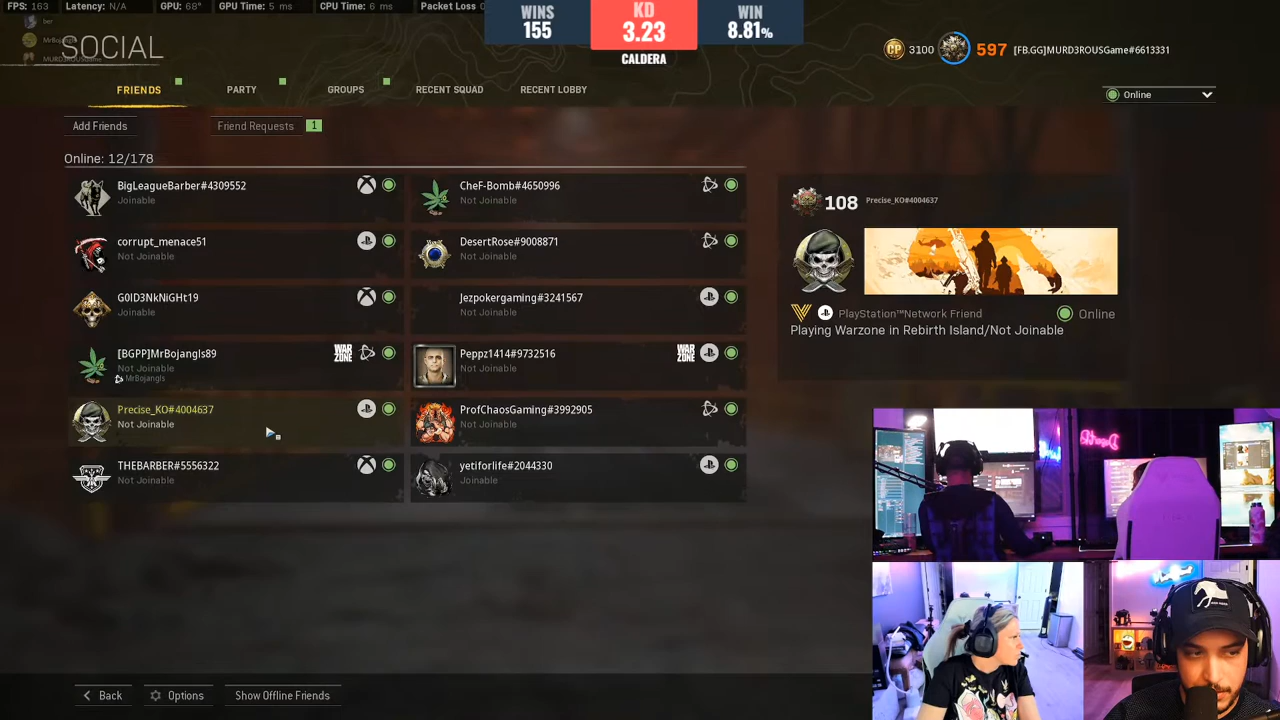 FPS: 163 Latency: N/A GPU: 68° GPU Time: 5 ms CPU Time: 6 ms Packet Loss
WINS
155
KD
3.23
CALDERA
WIN
8.81%
SOCIAL
CP 3100
597
[FB.GG]MURD3ROUSGame#6613331
FRIENDS
PARTY
GROUPS
RECENT SQUAD
RECENT LOBBY
Online
Add Friends
Friend Requests
1
Online: 12/178
BigLeagueBarber#4309552
Joinable
CheF-Bomb#4650996
Not Joinable
corrupt_menace51
Not Joinable
DesertRose#9008871
Not Joinable
G0lD3NkNiGHt19
Joinable
Jezpokergaming#3241567
Not Joinable
[BGPP]MrBojangls89
Not Joinable
MrBojangls
WAR
ZONE
Peppz1414#9732516
Not Joinable
WAR
ZONE
Precise_KO#4004637
Not Joinable
ProfChaosGaming#3992905
Not Joinable
THEBARBER#5556322
Not Joinable
yetiforlife#2044330
Joinable
108
Precise_KO#4004637
PlayStation™Network Friend
Online
Playing Warzone in Rebirth Island/Not Joinable
Back
Options
Show Offline Friends